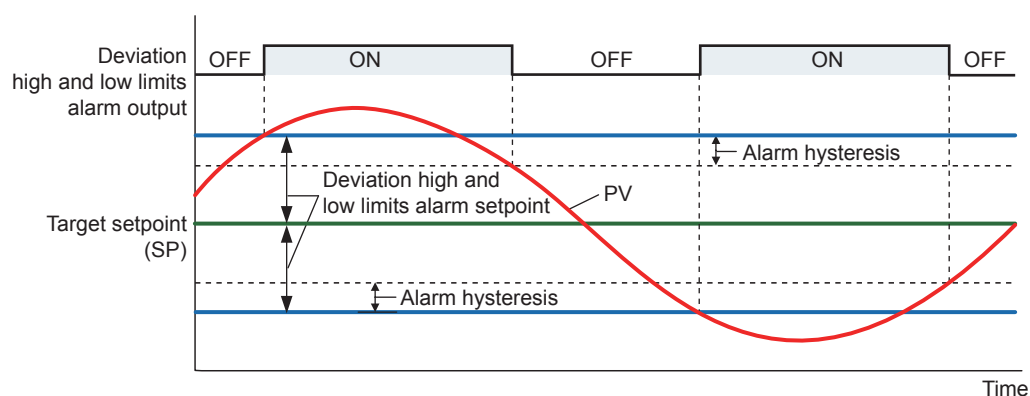 Deviation
high and low limits
alarm output
OFF
ON
OFF
ON
OFF
Alarm hysteresis
Deviation high and
low limits alarm setpoint
PV
Target setpoint
(SP)
Alarm hysteresis
Time